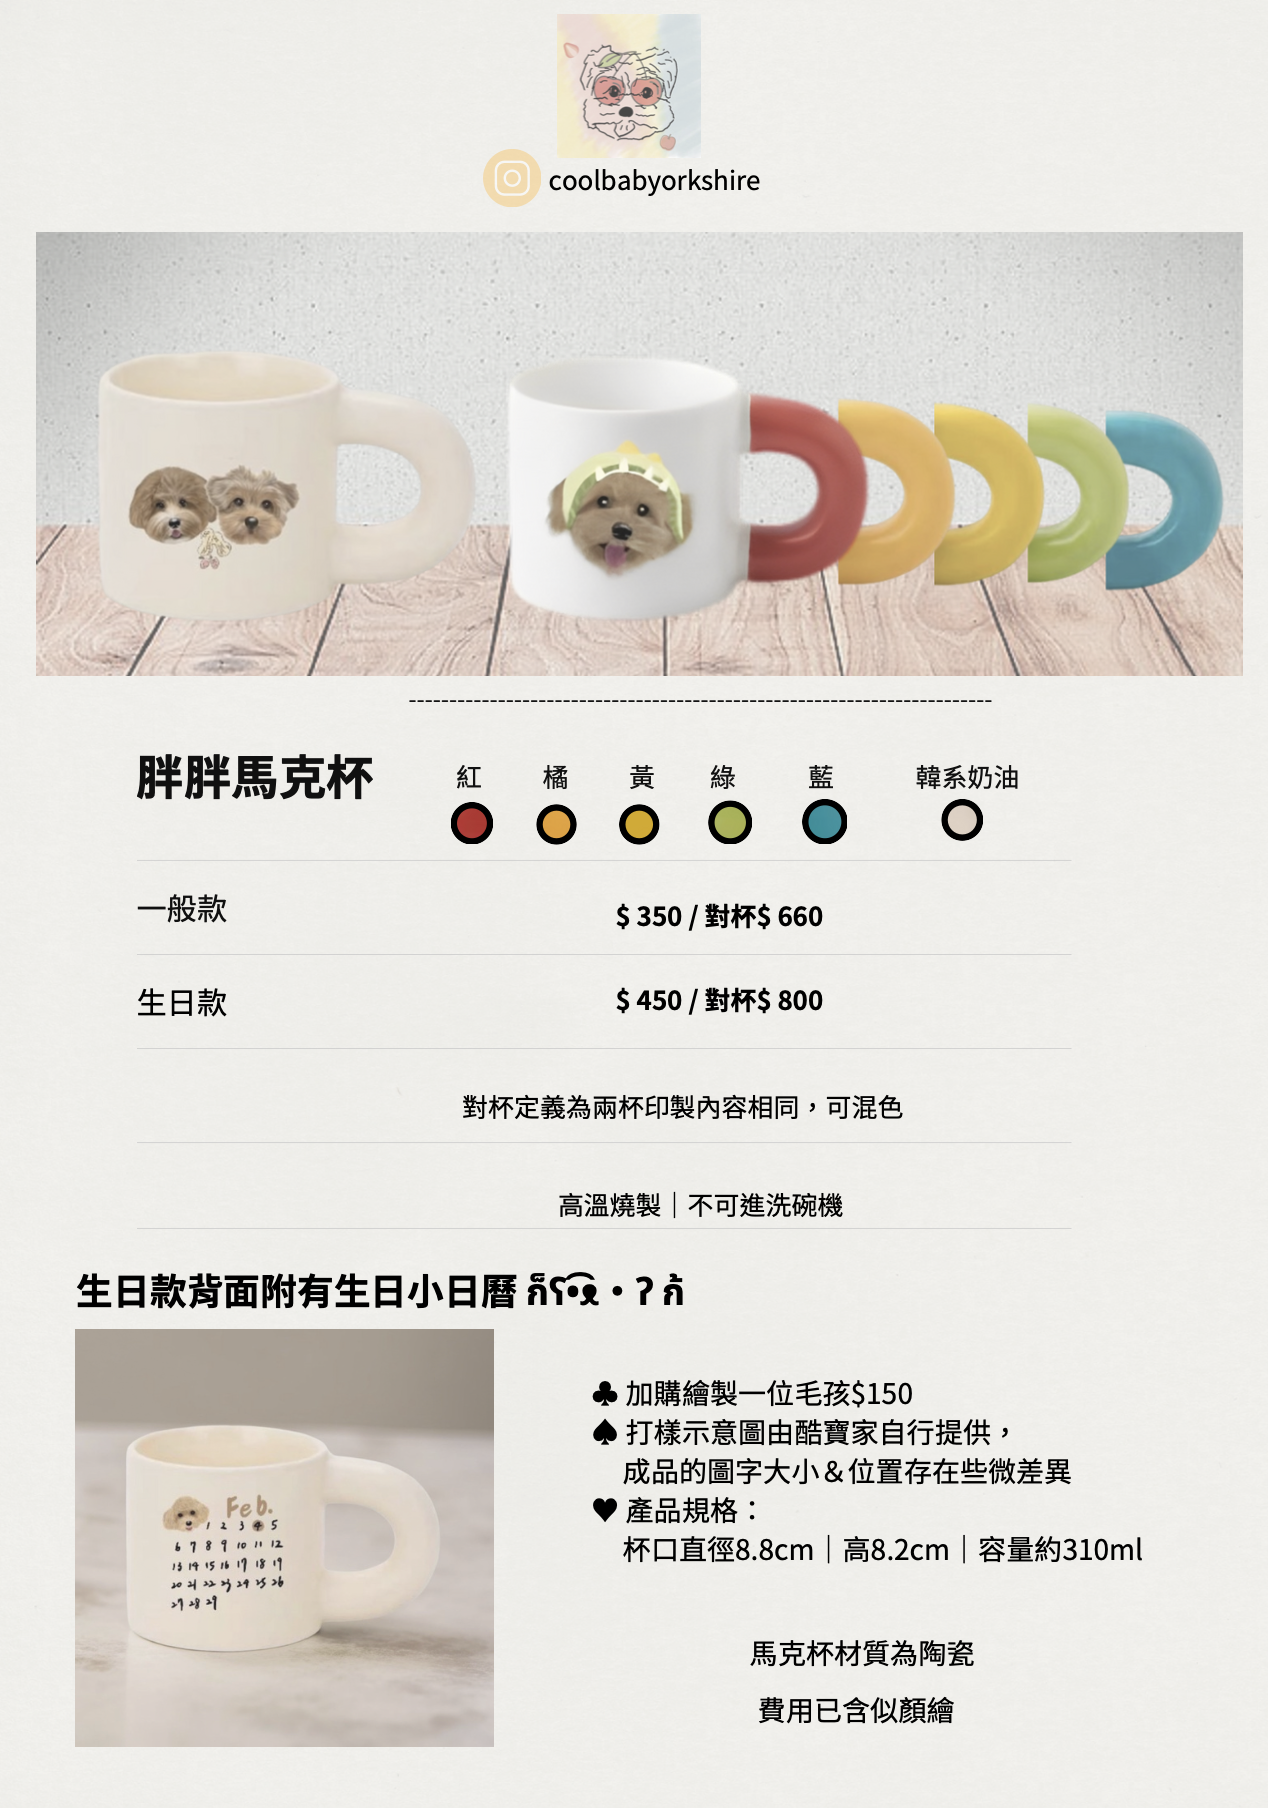 coolbabyorkshire
------------------------------------------------------------------------
胖胖馬克杯 紅 橘 黃 綠 藍 韓系奶油
一般款 $ 350 / 對杯$ 660
生日款 $ 450 / 對杯$ 800
對杯定義為兩杯印製內容相同，可混色
高溫燒製｜不可進洗碗機
生日款背面附有生日小日曆
Feb.
1 2 3 4 5
6 7 8 9 10 11 12
13 14 15 16 17 18 19
20 21 22 23 24 25 26
27 28 29
♣ 加購繪製一位毛孩$150
♠ 打樣示意圖由酷寶家自行提供，
成品的圖字大小＆位置存在些微差異
♥ 產品規格：
杯口直徑8.8cm｜高8.2cm｜容量約310ml
馬克杯材質為陶瓷
費用已含似顏繪